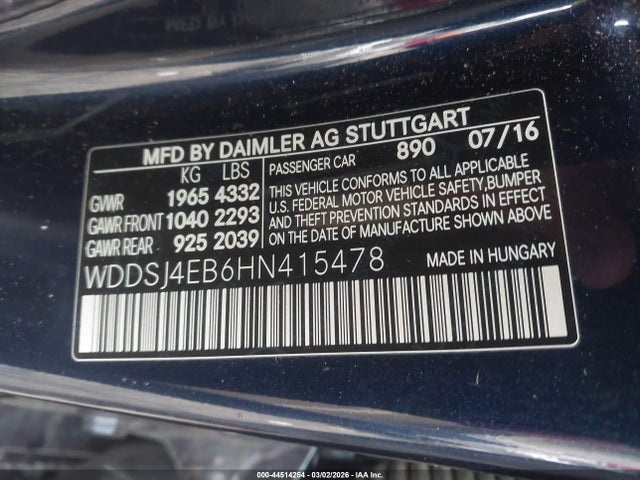 MFD BY DAIMLER AG STUTTGART
KG LBS
GVWR 1965 4332
GAWR FRONT 1040 2293
GAWR REAR 925 2039
PASSENGER CAR 890 07/16
THIS VEHICLE CONFORMS TO ALL APPLICABLE
U.S. FEDERAL MOTOR VEHICLE SAFETY, BUMPER
AND THEFT PREVENTION STANDARDS IN EFFECT
ON THE DATE OF MANUFACTURE SHOWN ABOVE
WDDSJ4EB6HN415478
MADE IN HUNGARY
000-44514254 | 03/02/2026 - IAA Inc.